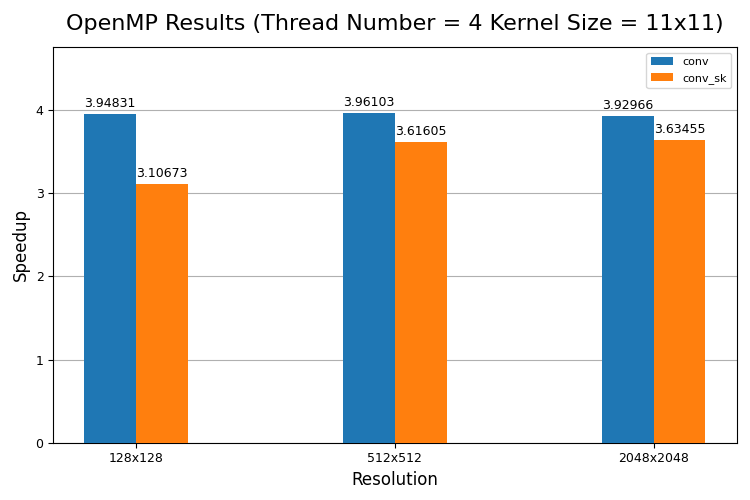 OpenMP Results (Thread Number = 4 Kernel Size = 11x11)
conv
conv_sk
3.94831
3.10673
3.96103
3.61605
3.92966
3.63455
4
3
2
1
0
Speedup
128x128
512x512
2048x2048
Resolution